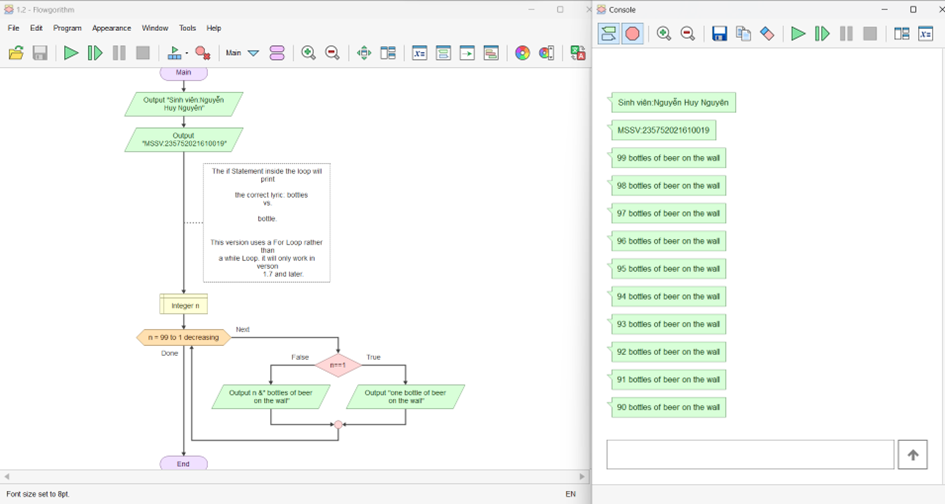 1.2 - Flowgorithm
File Edit Program Appearance Window Tools Help
Main
Main
Output "Sinh viên:Nguyễn
Huy Nguyên"
Output
"MSSV:235752021610019"
The if Statement inside the loop will
print
the correct lyric: bottles
vs.
bottle.
This version uses a For Loop rather
than
a while Loop, it will only work in
verson
1.7 and later.
Integer n
n = 99 to 1 decreasing
Next
Done
False
True
n==1
Output n &" bottles of beer
on the wall"
Output "one bottle of beer
on the wall"
End
Font size set to 8pt.
EN
Console
Sinh viên:Nguyễn Huy Nguyên
MSSV:235752021610019
99 bottles of beer on the wall
98 bottles of beer on the wall
97 bottles of beer on the wall
96 bottles of beer on the wall
95 bottles of beer on the wall
94 bottles of beer on the wall
93 bottles of beer on the wall
92 bottles of beer on the wall
91 bottles of beer on the wall
90 bottles of beer on the wall